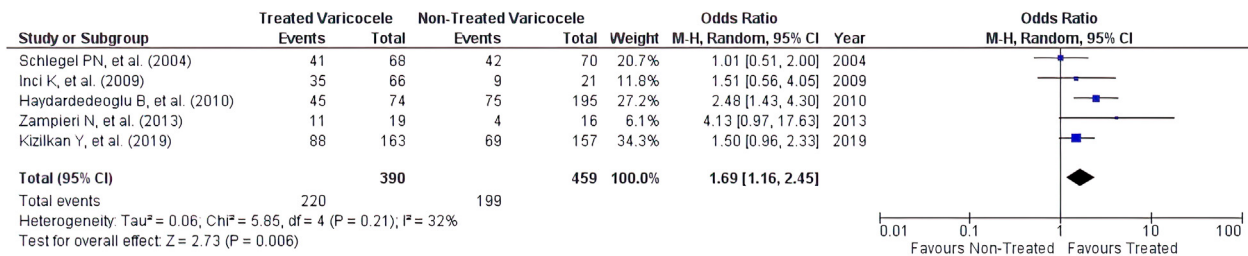 Treated Varicocele Non-Treated Varicocele Odds Ratio Odds Ratio
Study or Subgroup Events Total Events Total Weight M-H, Random, 95% CI Year M-H, Random, 95% CI
Schlegel PN, et al. (2004) 41 68 42 70 20.7% 1.01 [0.51, 2.00] 2004
Inci K, et al. (2009) 35 66 9 21 11.8% 1.51 [0.56, 4.05] 2009
Haydardedeoglu B, et al. (2010) 45 74 75 195 27.2% 2.48 [1.43, 4.30] 2010
Zampieri N, et al. (2013) 11 19 4 16 6.1% 4.13 [0.97, 17.63] 2013
Kizilkan Y, et al. (2019) 88 163 69 157 34.3% 1.50 [0.96, 2.33] 2019
Total (95% CI) 390 459 100.0% 1.69 [1.16, 2.45]
Total events 220 199
Heterogeneity: Tau² = 0.06; Chi² = 5.85, df = 4 (P = 0.21); I² = 32%
Test for overall effect: Z = 2.73 (P = 0.006)
0.01 0.1 1 10 100
Favours Non-Treated Favours Treated